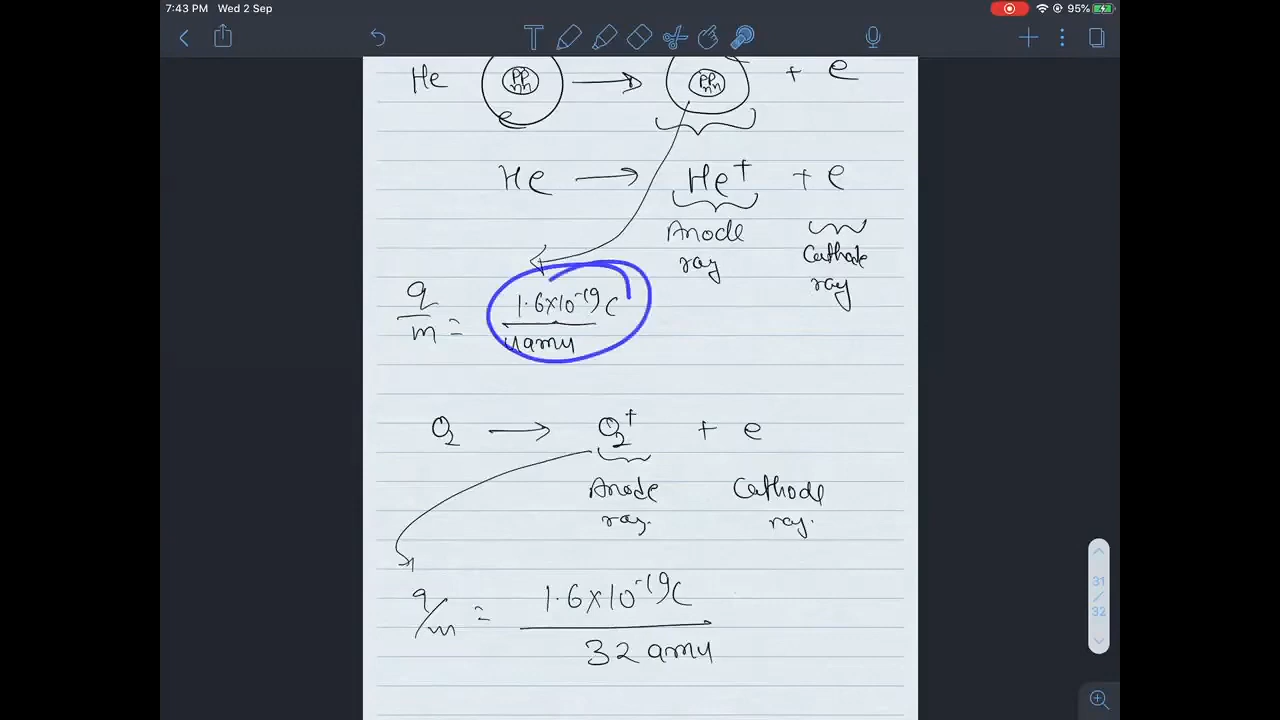 7:43 PM Wed 2 Sep 95%
T
He pp nn e → pp nn + e
He → He⁺ + e
Anode ray Cathode ray
q/m = 1.6×10⁻¹⁹C / 4amu
O₂ → O₂⁺ + e
Anode ray. Cathode ray.
q/m = 1.6×10⁻¹⁹C / 32 amu
31 / 32